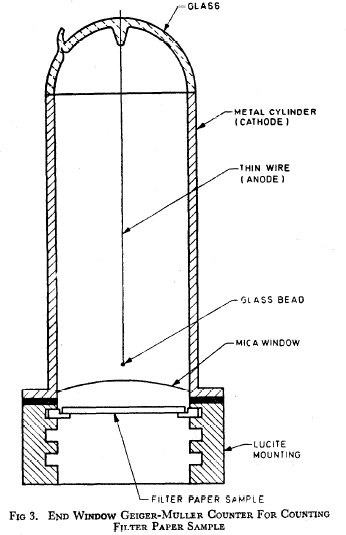 GLASS
METAL CYLINDER
(CATHODE)
THIN WIRE
(ANODE)
GLASS BEAD
MICA WINDOW
LUCITE
MOUNTING
FILTER PAPER SAMPLE
FIG 3. END WINDOW GEIGER-MULLER COUNTER FOR COUNTING
FILTER PAPER SAMPLE